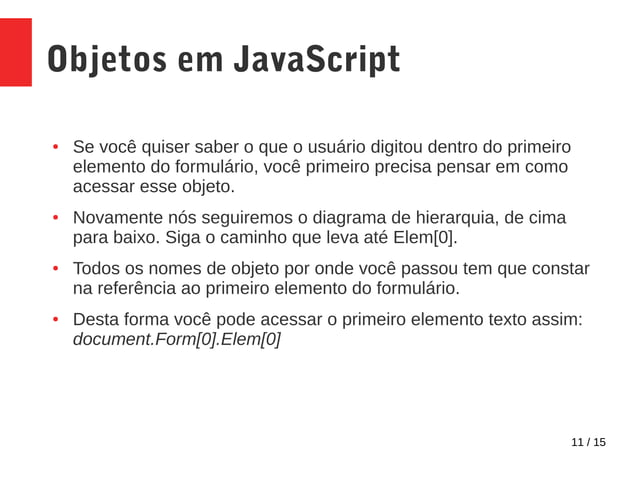 Objetos em JavaScript
● Se você quiser saber o que o usuário digitou dentro do primeiro
elemento do formulário, você primeiro precisa pensar em como
acessar esse objeto.
● Novamente nós seguiremos o diagrama de hierarquia, de cima
para baixo. Siga o caminho que leva até Elem[0].
● Todos os nomes de objeto por onde você passou tem que constar
na referência ao primeiro elemento do formulário.
● Desta forma você pode acessar o primeiro elemento texto assim:
document.Form[0].Elem[0]
11 / 15